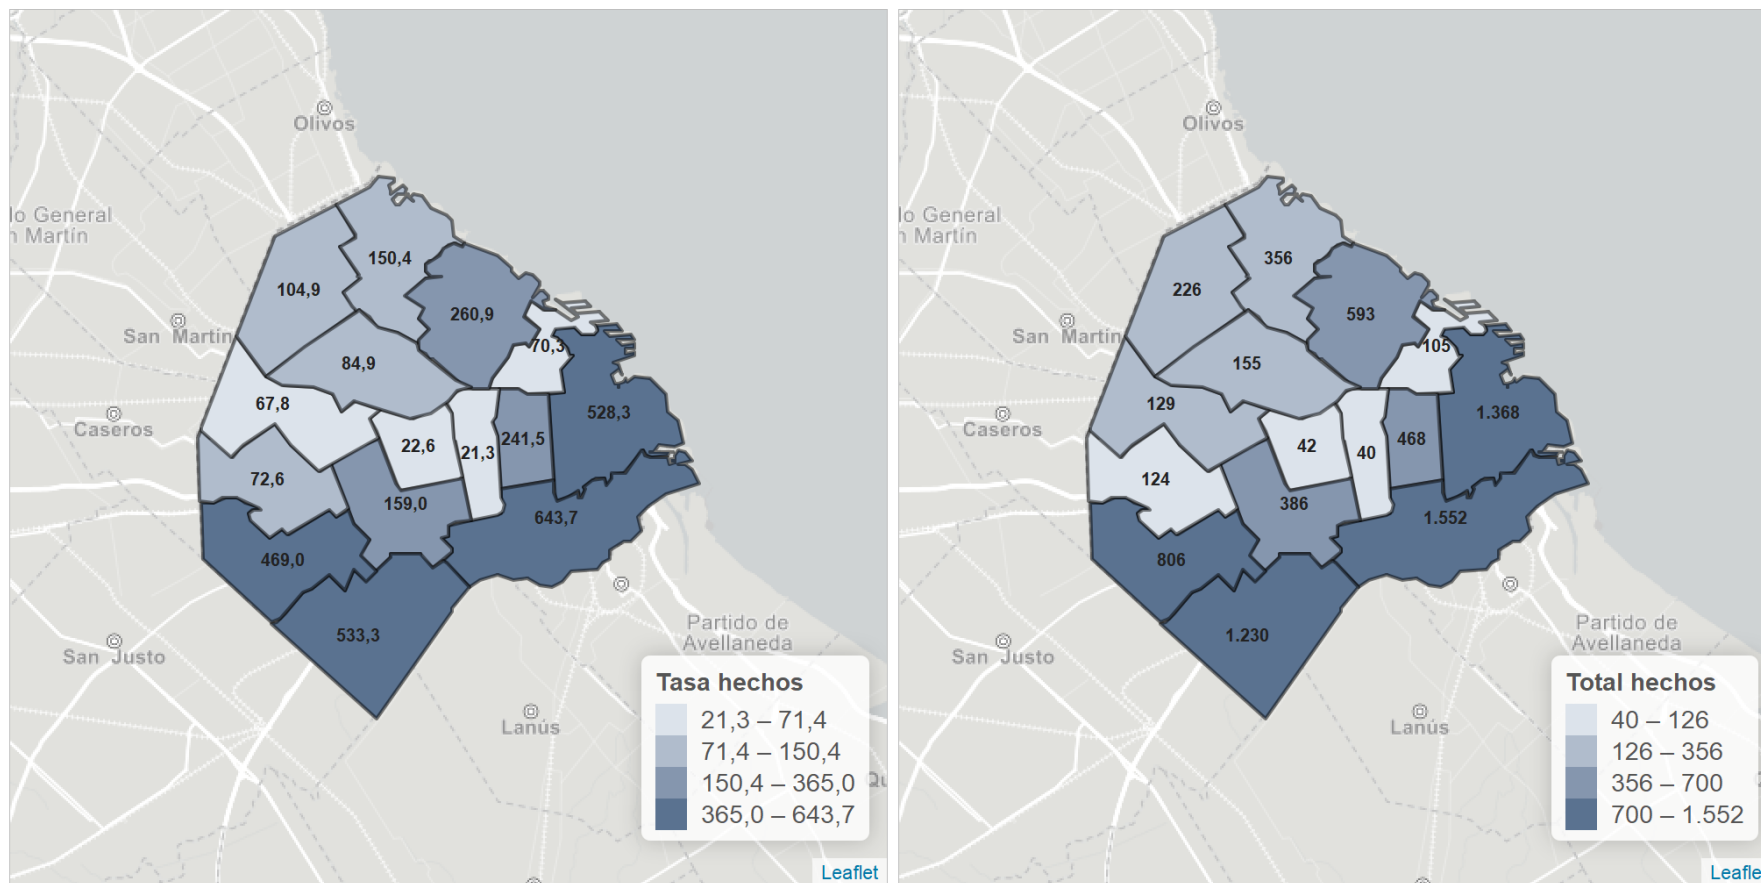 Olivos
lo General
n Martín
150,4
104,9
260,9
San Martín
70,3
84,9
67,8
528,3
Caseros
22,6
241,5
21,3
72,6
159,0
643,7
469,0
Partido de
Avellaneda
533,3
San Justo
Lanús
Tasa hechos
21,3 – 71,4
71,4 – 150,4
150,4 – 365,0
365,0 – 643,7
Qu
Leaflet
Olivos
lo General
n Martín
356
226
593
San Martín
105
155
129
1.368
Caseros
42
468
40
124
386
1.552
806
Partido de
Avellaneda
1.230
San Justo
Lanús
Total hechos
40 – 126
126 – 356
356 – 700
700 – 1.552
Leafle